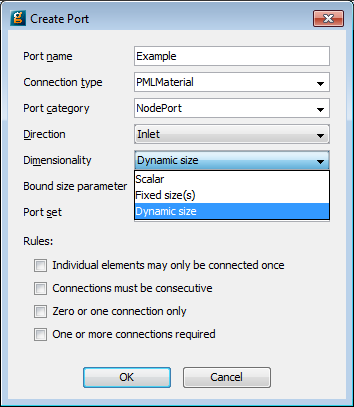 Create Port
Port name Example
Connection type PMLMaterial
Port category NodePort
Direction Inlet
Dimensionality Dynamic size
Scalar
Bound size parameter Fixed size(s)
Port set Dynamic size
Rules:
Individual elements may only be connected once
Connections must be consecutive
Zero or one connection only
One or more connections required
OK Cancel